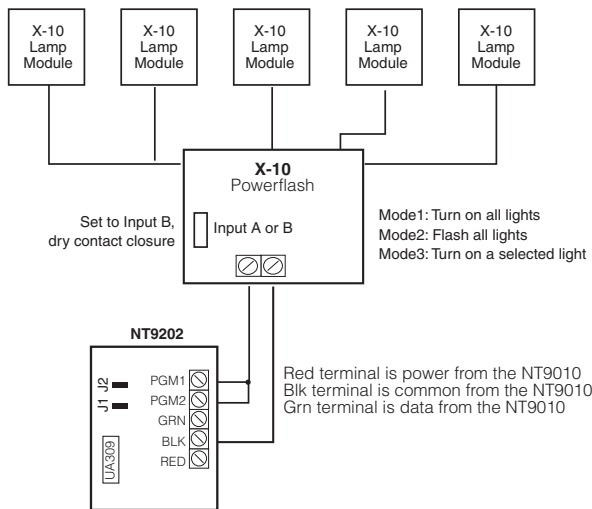 X-10
Lamp
Module
X-10
Lamp
Module
X-10
Lamp
Module
X-10
Lamp
Module
X-10
Lamp
Module
X-10
Powerflash
Set to Input B,
dry contact closure
Input A or B
Mode1: Turn on all lights
Mode2: Flash all lights
Mode3: Turn on a selected light
NT9202
J2
J1
UA309
PGM1
PGM2
GRN
BLK
RED
Red terminal is power from the NT9010
Blk terminal is common from the NT9010
Grn terminal is data from the NT9010